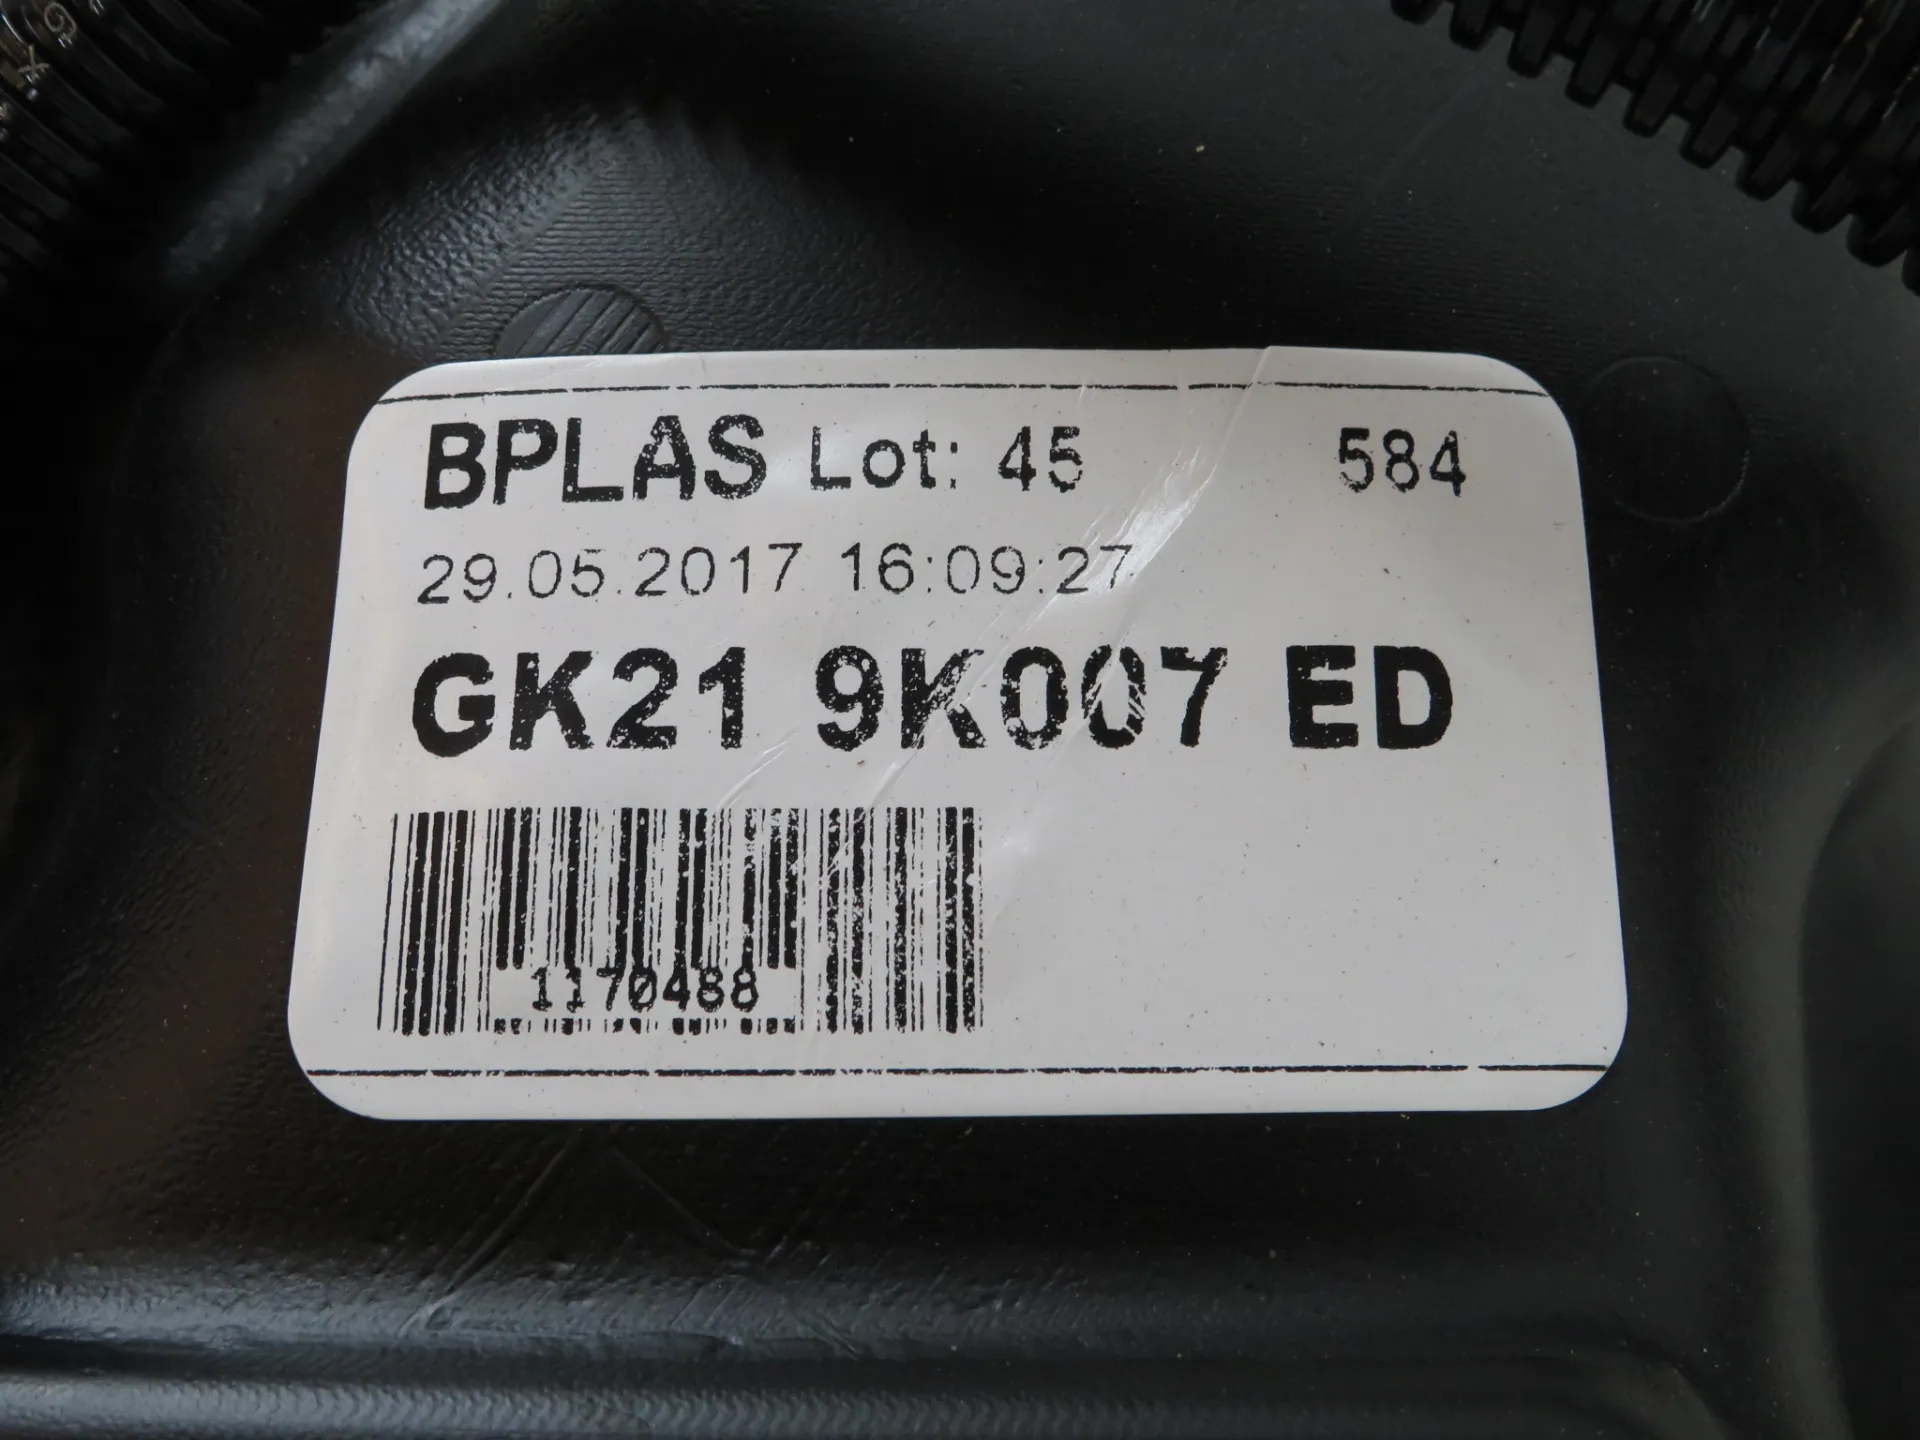 BPLAS Lot: 45 584
29.05.2017 16:09:27
GK21 9K007 ED
1170488